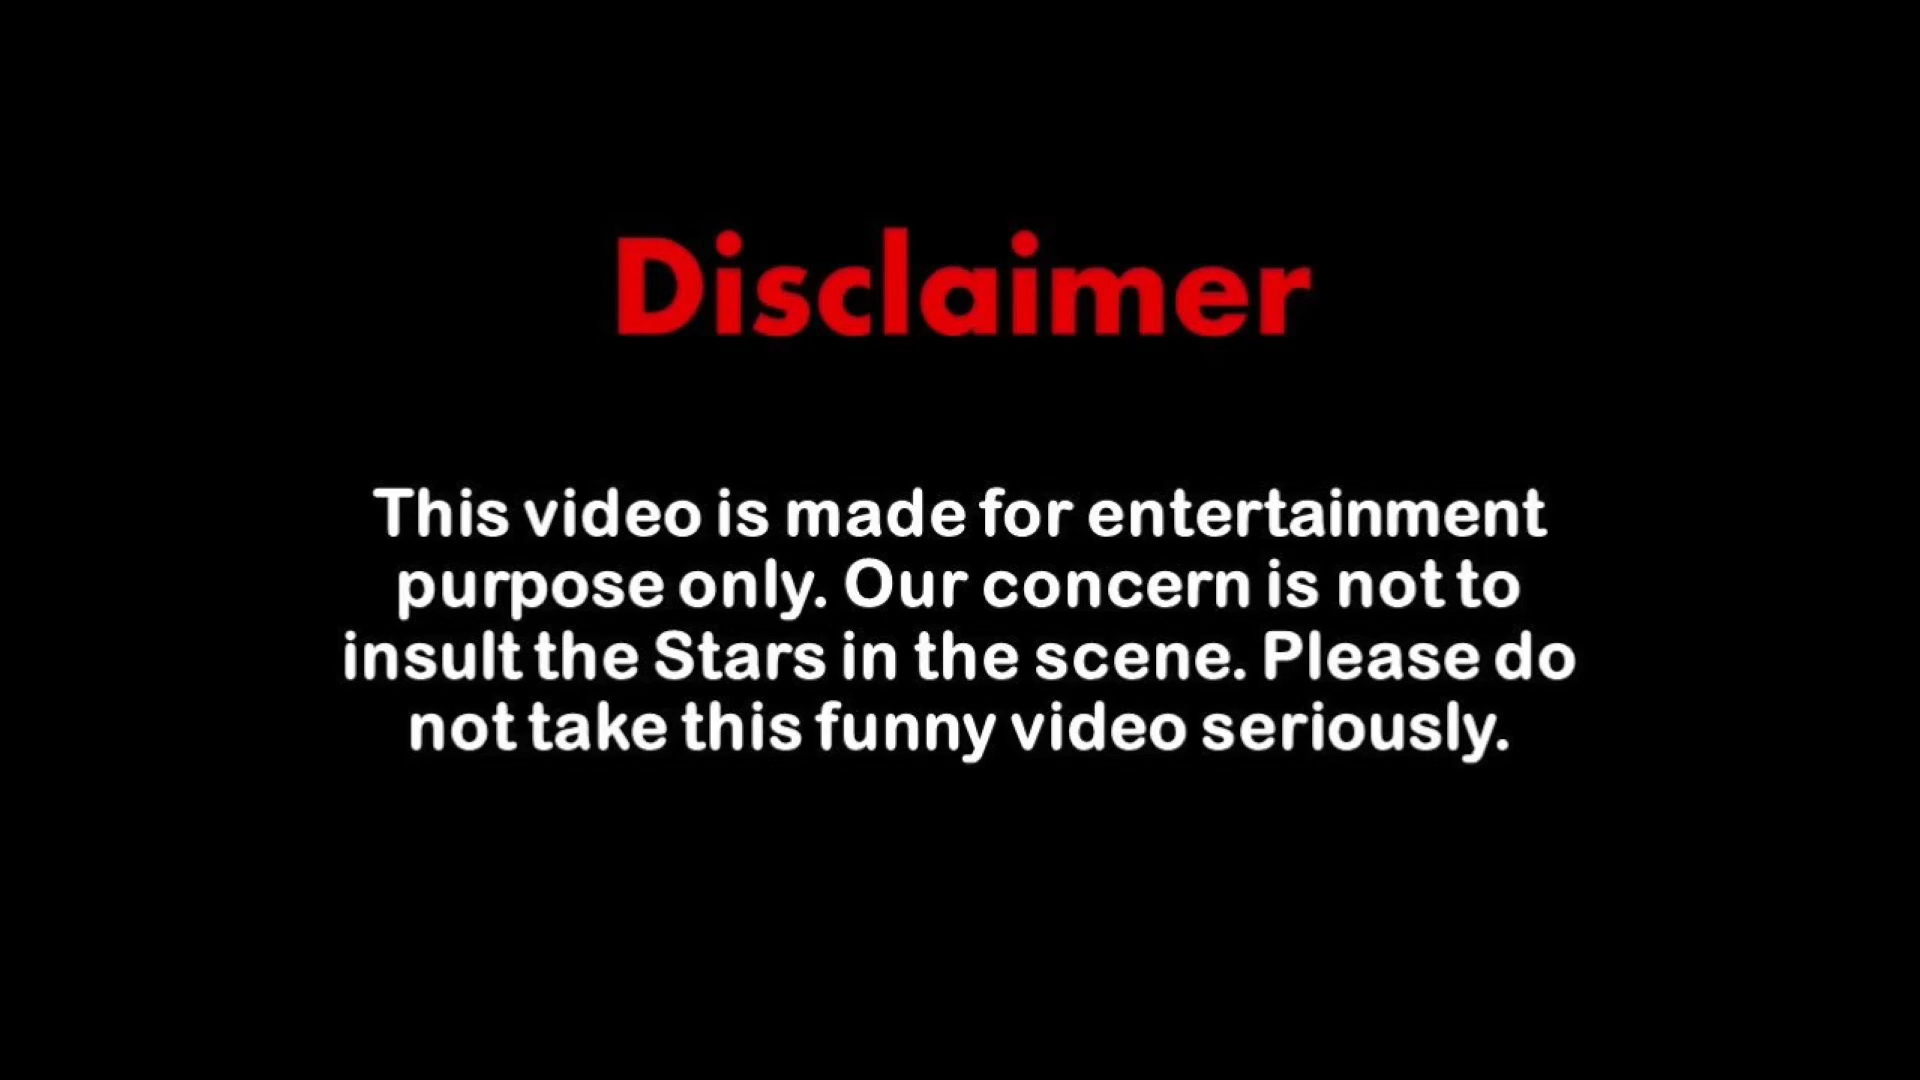 Disclaimer
This video is made for entertainment
purpose only. Our concern is not to
insult the Stars in the scene. Please do
not take this funny video seriously.